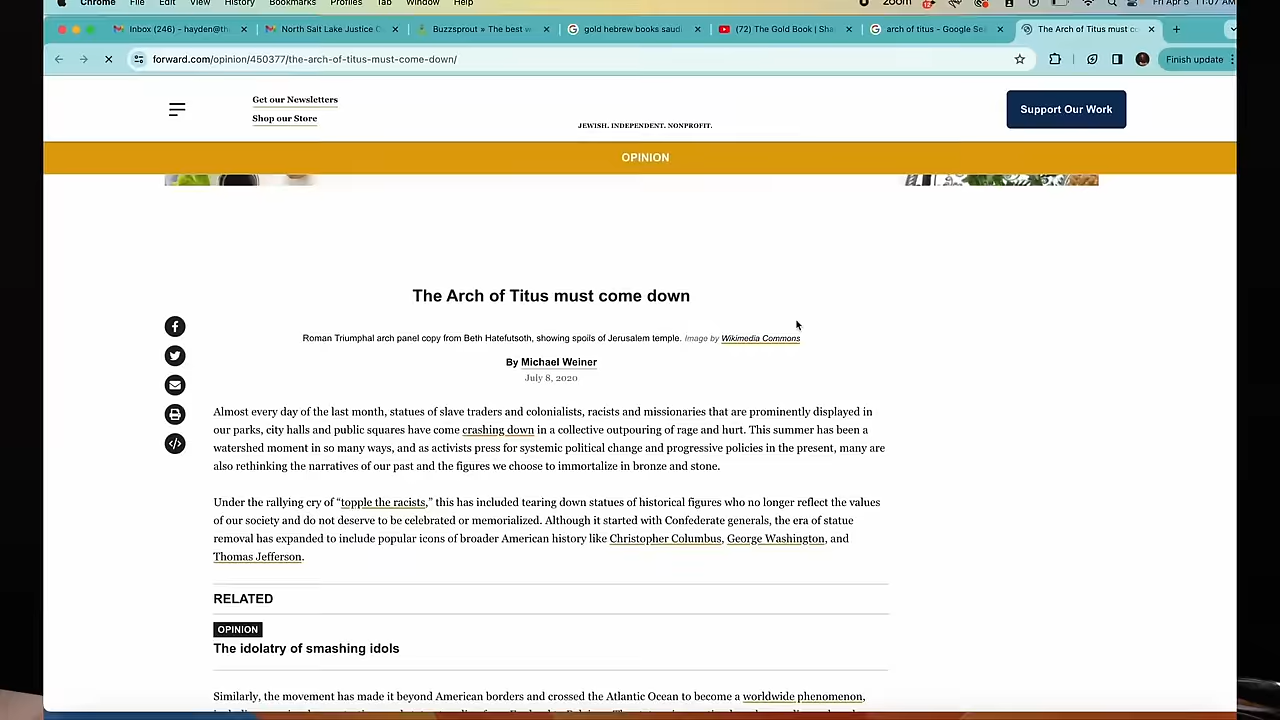 Chrome File Edit View History Bookmarks Profiles Tab Window Help zoom Fri Apr 5 11:07 AM
Inbox (246) - hayden@th North Salt Lake Justice C Buzzsprout » The best w gold hebrew books saudi (72) The Gold Book | Sha arch of titus - Google Se The Arch of Titus must co
forward.com/opinion/450377/the-arch-of-titus-must-come-down/ Finish update
Get our Newsletters
Shop our Store
JEWISH. INDEPENDENT. NONPROFIT.
Support Our Work
OPINION
The Arch of Titus must come down
Roman Triumphal arch panel copy from Beth Hatefutsoth, showing spoils of Jerusalem temple. Image by Wikimedia Commons
By Michael Weiner
July 8, 2020
Almost every day of the last month, statues of slave traders and colonialists, racists and missionaries that are prominently displayed in
our parks, city halls and public squares have come crashing down in a collective outpouring of rage and hurt. This summer has been a
watershed moment in so many ways, and as activists press for systemic political change and progressive policies in the present, many are
also rethinking the narratives of our past and the figures we choose to immortalize in bronze and stone.
Under the rallying cry of “topple the racists,” this has included tearing down statues of historical figures who no longer reflect the values
of our society and do not deserve to be celebrated or memorialized. Although it started with Confederate generals, the era of statue
removal has expanded to include popular icons of broader American history like Christopher Columbus, George Washington, and
Thomas Jefferson.
RELATED
OPINION
The idolatry of smashing idols
Similarly, the movement has made it beyond American borders and crossed the Atlantic Ocean to become a worldwide phenomenon,